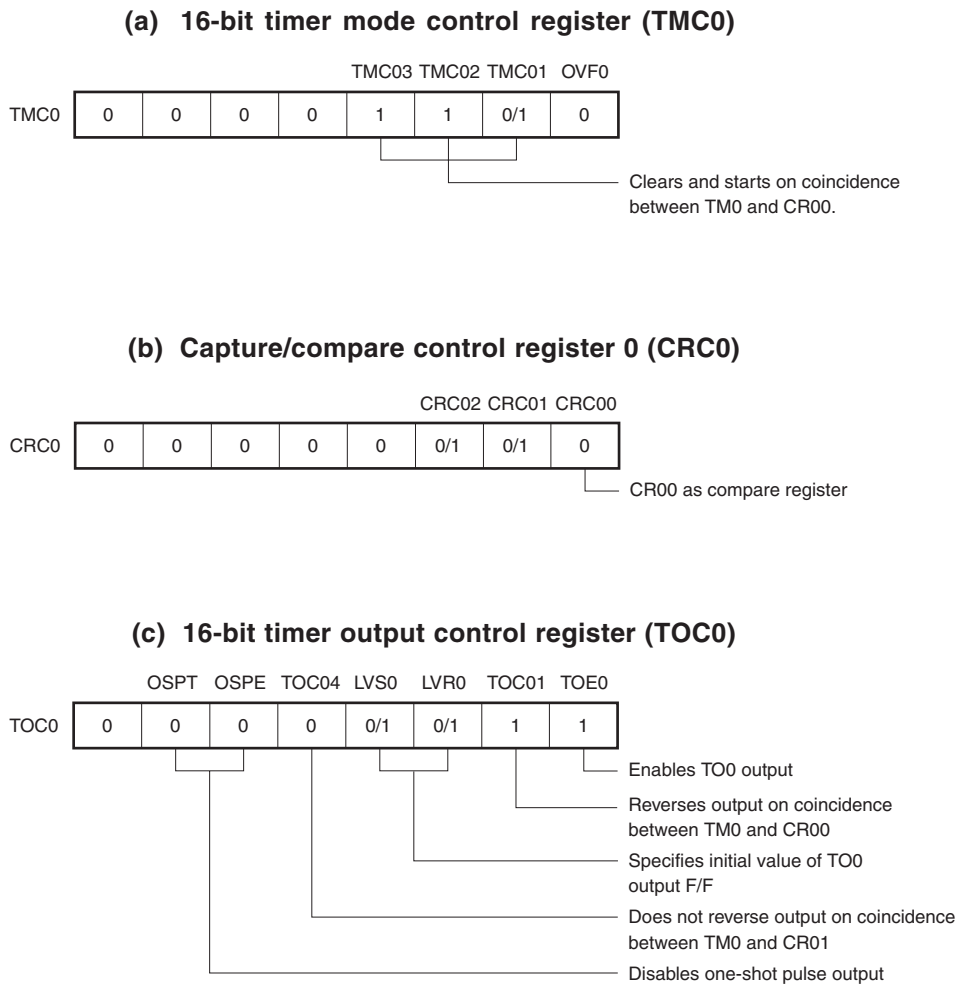 (a) 16-bit timer mode control register (TMC0)
TMC03 TMC02 TMC01 OVF0
TMC0 0 0 0 0 1 1 0/1 0
Clears and starts on coincidence
between TM0 and CR00.
(b) Capture/compare control register 0 (CRC0)
CRC02 CRC01 CRC00
CRC0 0 0 0 0 0 0/1 0/1 0
CR00 as compare register
(c) 16-bit timer output control register (TOC0)
OSPT OSPE TOC04 LVS0 LVR0 TOC01 TOE0
TOC0 0 0 0 0 0/1 0/1 1 1
Enables TO0 output
Reverses output on coincidence
between TM0 and CR00
Specifies initial value of TO0
output F/F
Does not reverse output on coincidence
between TM0 and CR01
Disables one-shot pulse output